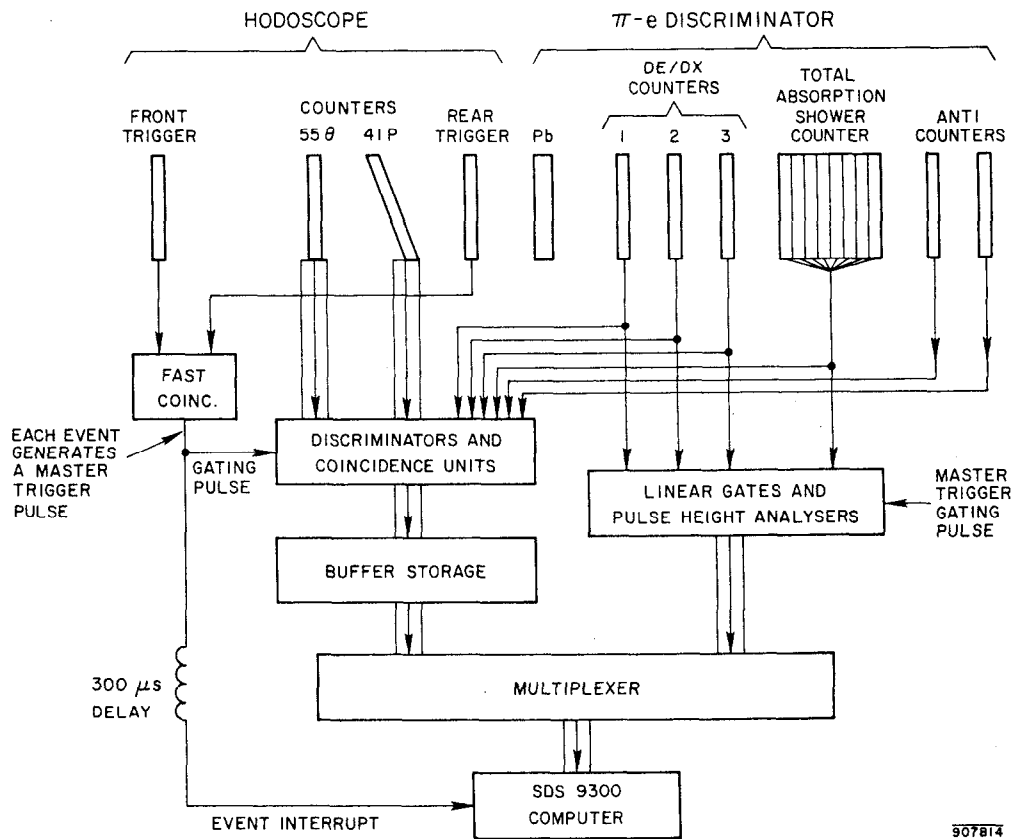 HODOSCOPE
π-e DISCRIMINATOR
FRONT
TRIGGER
COUNTERS
55θ 41P
REAR
TRIGGER
Pb
DE/DX
COUNTERS
1 2 3
TOTAL
ABSORPTION
SHOWER
COUNTER
ANTI
COUNTERS
FAST
COINC.
EACH EVENT
GENERATES
A MASTER
TRIGGER
PULSE
GATING
PULSE
DISCRIMINATORS AND
COINCIDENCE UNITS
LINEAR GATES AND
PULSE HEIGHT ANALYSERS
MASTER
TRIGGER
GATING
PULSE
BUFFER STORAGE
300 μs
DELAY
MULTIPLEXER
SDS 9300
COMPUTER
EVENT INTERRUPT
907814